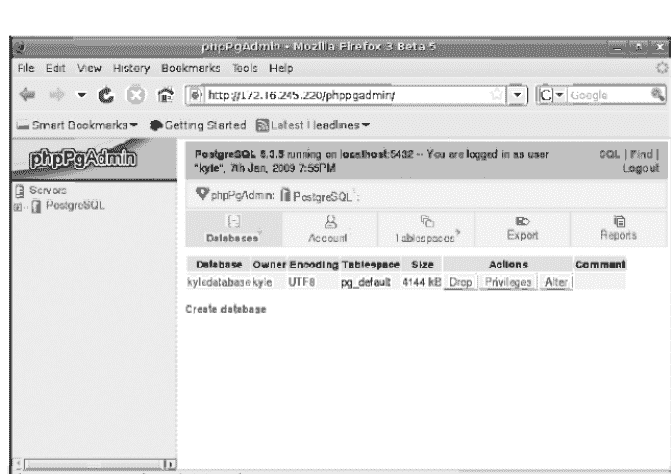 phpPgAdmin - Mozilla Firefox 3 Beta 5
File Edit View History Bookmarks Tools Help
http://172.16.245.220/phppgadmin/
Google
Smart Bookmarks Getting Started Latest Headlines
phpPgAdmin
PostgreSQL running on localhost:5432 -- You are logged in as user
"kyle", 7th Jan, 2009 7:55PM
SQL | Find |
Logout
Servers
PostgreSQL
phpPgAdmin: PostgreSQL ?:
Databases ? Account Tablespaces ? Export Reports
Database Owner Encoding Tablespace Size Actions Comment
kyledatabase kyle UTF8 pg_default 4144 kB Drop Privileges Alter
Create database